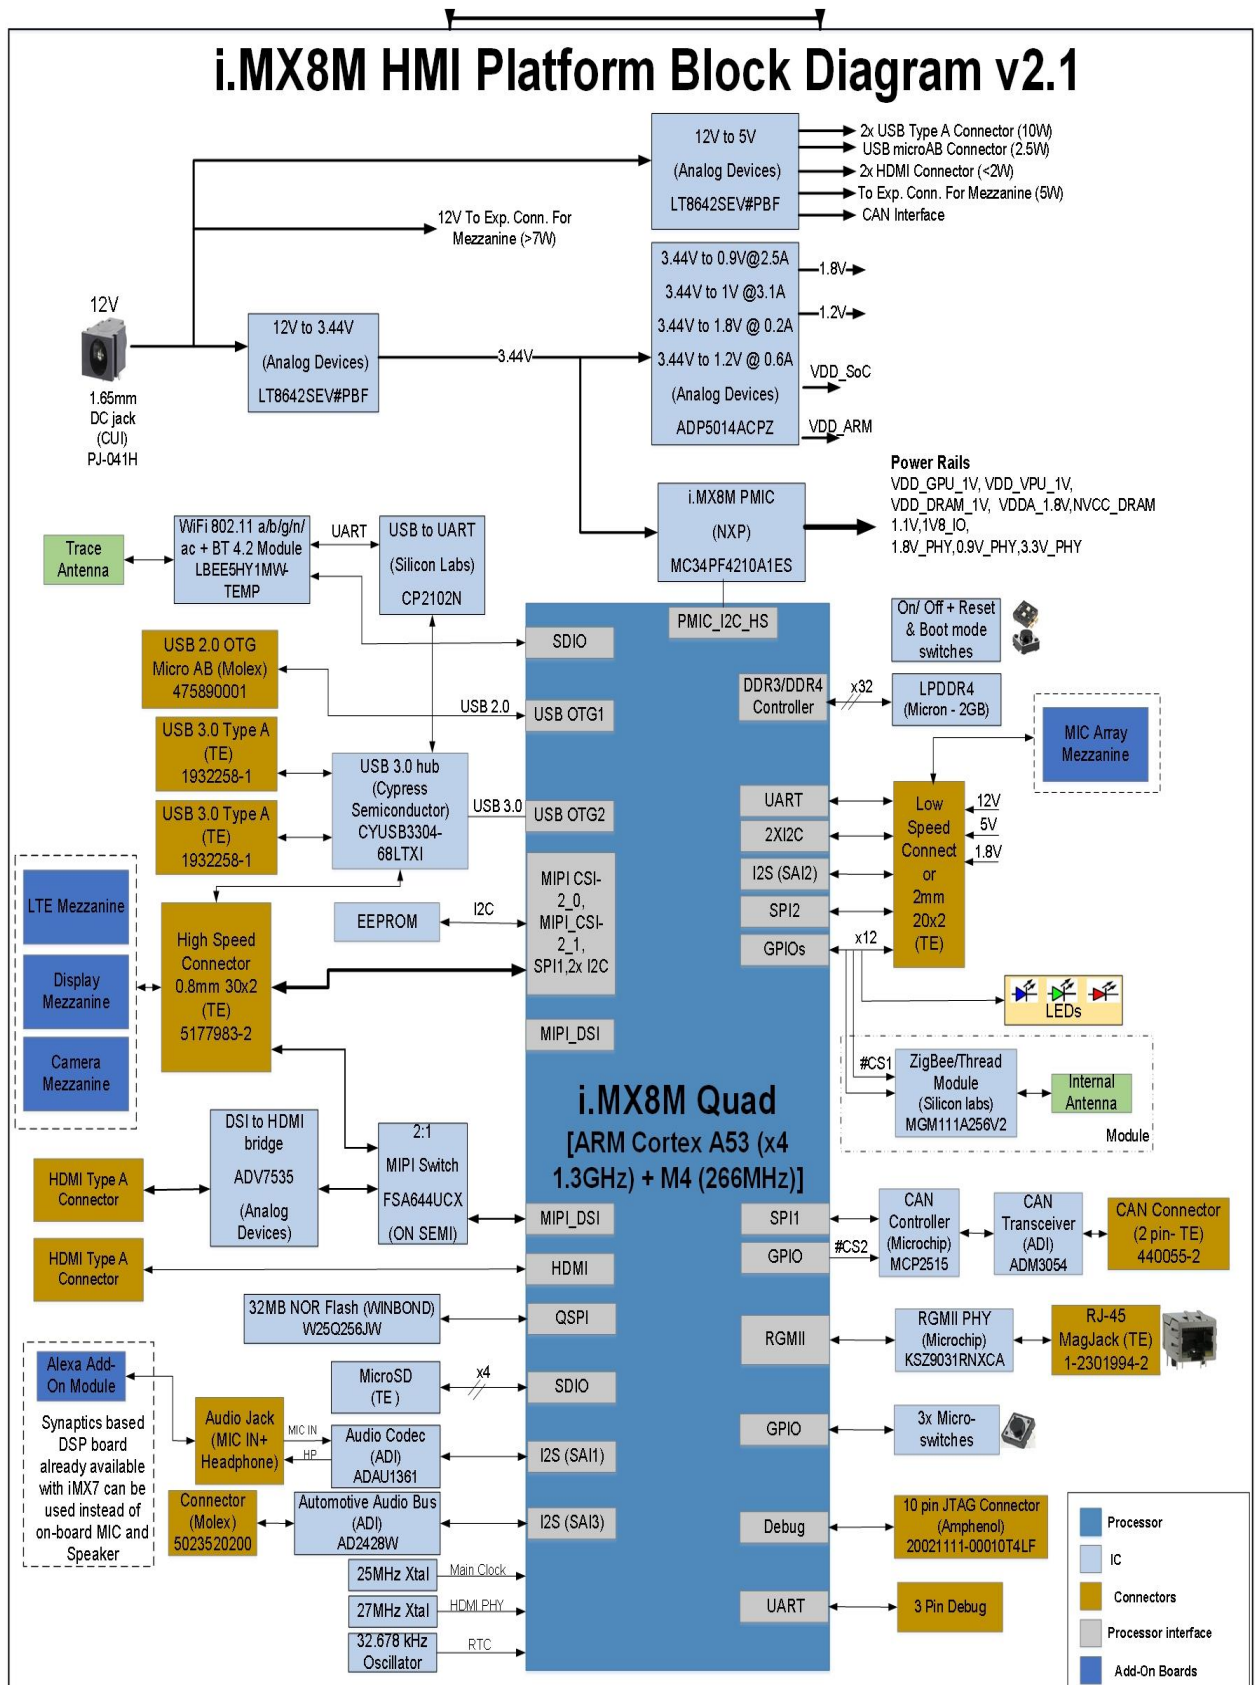 i.MX8M HMI Platform Block Diagram v2.1
12V to 5V
(Analog Devices)
LT8642SEV#PBF
2x USB Type A Connector (10W)
USB microAB Connector (2.5W)
2x HDMI Connector (<2W)
To Exp. Conn. For Mezzanine (5W)
CAN Interface
12V To Exp. Conn. For
Mezzanine (>7W)
3.44V to 0.9V@2.5A
3.44V to 1V @3.1A
3.44V to 1.8V @ 0.2A
3.44V to 1.2V @ 0.6A
(Analog Devices)
ADP5014ACPZ
1.8V
1.2V
VDD_SoC
VDD_ARM
12V
1.65mm
DC jack
(CUI)
PJ-041H
12V to 3.44V
(Analog Devices)
LT8642SEV#PBF
3.44V
i.MX8M PMIC
(NXP)
MC34PF4210A1ES
Power Rails
VDD_GPU_1V, VDD_VPU_1V,
VDD_DRAM_1V, VDDA_1.8V,NVCC_DRAM
1.1V,1V8_IO,
1.8V_PHY,0.9V_PHY,3.3V_PHY
Trace
Antenna
WiFi 802.11 a/b/g/n/
ac + BT 4.2 Module
LBEE5HY1MW-
TEMP
UART
USB to UART
(Silicon Labs)
CP2102N
PMIC_I2C_HS
SDIO
On/ Off + Reset
& Boot mode
switches
USB 2.0 OTG
Micro AB (Molex)
475890001
USB 2.0
USB OTG1
DDR3/DDR4
Controller
x32
LPDDR4
(Micron - 2GB)
USB 3.0 Type A
(TE)
1932258-1
USB 3.0 Type A
(TE)
1932258-1
USB 3.0 hub
(Cypress
Semiconductor)
CYUSB3304-
68LTXI
USB 3.0
USB OTG2
MIC Array
Mezzanine
UART
2XI2C
I2S (SAI2)
SPI2
GPIOs
x12
Low
Speed
Connect
or
2mm
20x2
(TE)
12V
5V
1.8V
LTE Mezzanine
Display
Mezzanine
Camera
Mezzanine
High Speed
Connector
0.8mm 30x2
(TE)
5177983-2
EEPROM
I2C
MIPI CSI-
2_0,
MIPI_CSI-
2_1,
SPI1,2x I2C
MIPI_DSI
LEDs
#CS1
ZigBee/Thread
Module
(Silicon labs)
MGM111A256V2
Internal
Antenna
Module
i.MX8M Quad
[ARM Cortex A53 (x4
1.3GHz) + M4 (266MHz)]
HDMI Type A
Connector
DSI to HDMI
bridge
ADV7535
(Analog
Devices)
2:1
MIPI Switch
FSA644UCX
(ON SEMI)
MIPI_DSI
HDMI Type A
Connector
HDMI
SPI1
GPIO
#CS2
CAN
Controller
(Microchip)
MCP2515
CAN
Transceiver
(ADI)
ADM3054
CAN Connector
(2 pin- TE)
440055-2
32MB NOR Flash (WINBOND)
W25Q256JW
QSPI
RGMII
RGMII PHY
(Microchip)
KSZ9031RNXCA
RJ-45
MagJack (TE)
1-2301994-2
MicroSD
(TE )
x4
SDIO
Alexa Add-
On Module
Synaptics based
DSP board
already available
with iMX7 can be
used instead of
on-board MIC and
Speaker
Audio Jack
(MIC IN+
Headphone)
MIC IN
HP
Audio Codec
(ADI)
ADAU1361
I2S (SAI1)
GPIO
3x Micro-
switches
Connector
(Molex)
5023520200
Automotive Audio Bus
(ADI)
AD2428W
I2S (SAI3)
Debug
10 pin JTAG Connector
(Amphenol)
20021111-00010T4LF
25MHz Xtal
Main Clock
27MHz Xtal
HDMI PHY
32.678 kHz
Oscillator
RTC
UART
3 Pin Debug
Processor
IC
Connectors
Processor interface
Add-On Boards